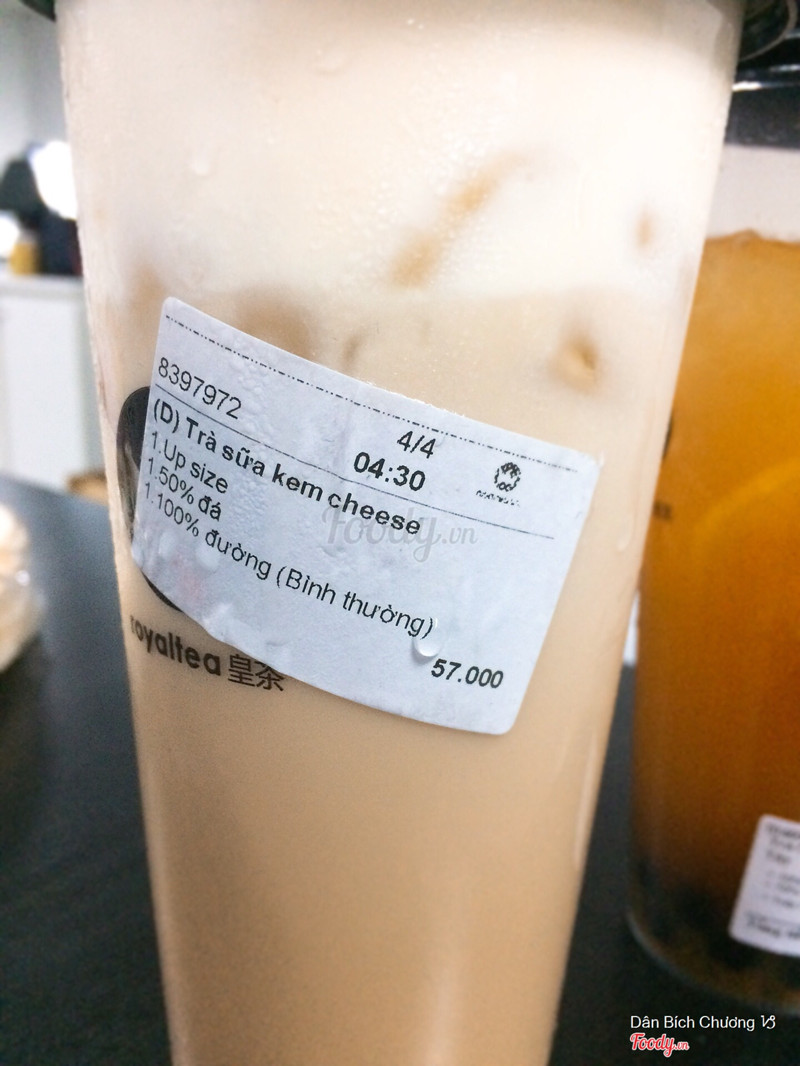 8397972
4/4
04:30
(D) Trà sữa kem cheese
1.Up size
1.50% đá
1.100% đường (Bình thường)
57.000
royaltea 皇茶
Foody.vn
Dân Bích Chương
Foody.vn